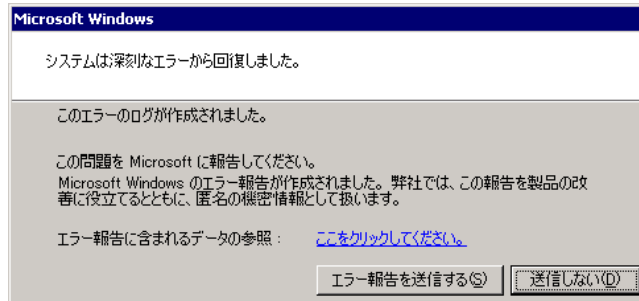 Microsoft Windows
システムは深刻なエラーから回復しました。
このエラーのログが作成されました。
この問題を Microsoft に報告してください。
Microsoft Windows のエラー報告が作成されました。弊社では、この報告を製品の改
善に役立てるとともに、匿名の機密情報として扱います。
エラー報告に含まれるデータの参照： ここをクリックしてください。
エラー報告を送信する(S) 送信しない(D)